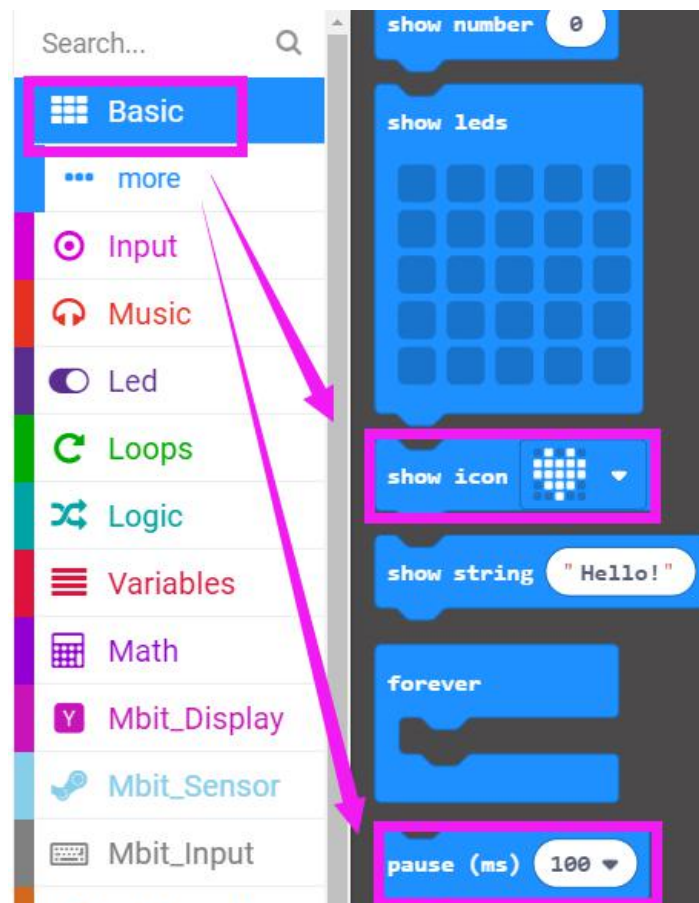 Search...
Basic
more
Input
Music
Led
Loops
Logic
Variables
Math
Y Mbit_Display
Mbit_Sensor
Mbit_Input
show number 0
show leds
show icon
show string "Hello!"
forever
pause (ms) 100